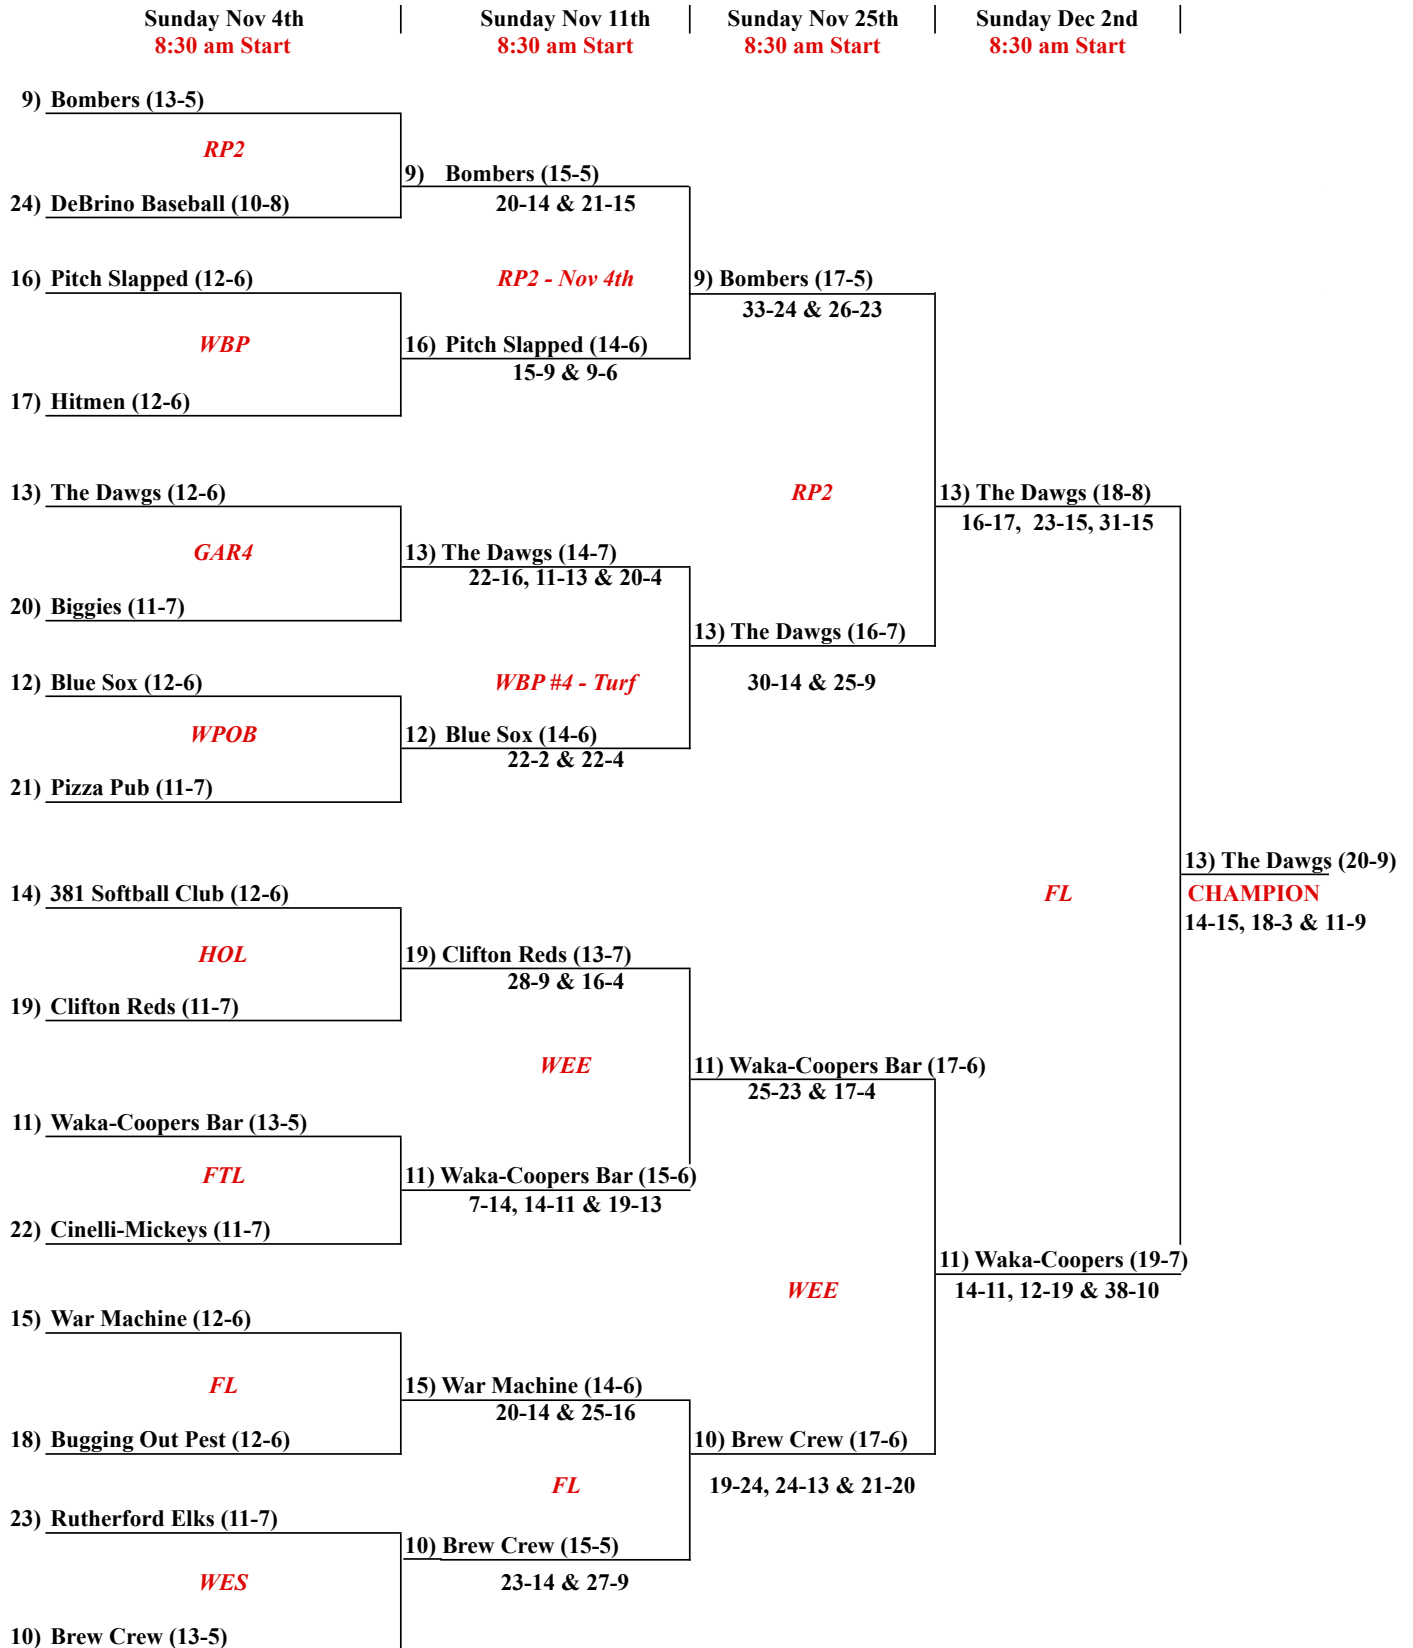 Sunday Nov 4th
8:30 am Start
Sunday Nov 11th
8:30 am Start
Sunday Nov 25th
8:30 am Start
Sunday Dec 2nd
8:30 am Start
9) Bombers (13-5)
RP2
24) DeBrino Baseball (10-8)
16) Pitch Slapped (12-6)
WBP
17) Hitmen (12-6)
13) The Dawgs (12-6)
GAR4
20) Biggies (11-7)
12) Blue Sox (12-6)
WPOB
21) Pizza Pub (11-7)
14) 381 Softball Club (12-6)
HOL
19) Clifton Reds (11-7)
11) Waka-Coopers Bar (13-5)
FTL
22) Cinelli-Mickeys (11-7)
15) War Machine (12-6)
FL
18) Bugging Out Pest (12-6)
23) Rutherford Elks (11-7)
WES
10) Brew Crew (13-5)
9) Bombers (15-5)
20-14 & 21-15
RP2 - Nov 4th
16) Pitch Slapped (14-6)
15-9 & 9-6
13) The Dawgs (14-7)
22-16, 11-13 & 20-4
WBP #4 - Turf
12) Blue Sox (14-6)
22-2 & 22-4
19) Clifton Reds (13-7)
28-9 & 16-4
WEE
11) Waka-Coopers Bar (15-6)
7-14, 14-11 & 19-13
15) War Machine (14-6)
20-14 & 25-16
FL
10) Brew Crew (15-5)
23-14 & 27-9
9) Bombers (17-5)
33-24 & 26-23
RP2
13) The Dawgs (16-7)
30-14 & 25-9
11) Waka-Coopers Bar (17-6)
25-23 & 17-4
WEE
10) Brew Crew (17-6)
19-24, 24-13 & 21-20
13) The Dawgs (18-8)
16-17, 23-15, 31-15
FL
11) Waka-Coopers (19-7)
14-11, 12-19 & 38-10
13) The Dawgs (20-9)
CHAMPION
14-15, 18-3 & 11-9